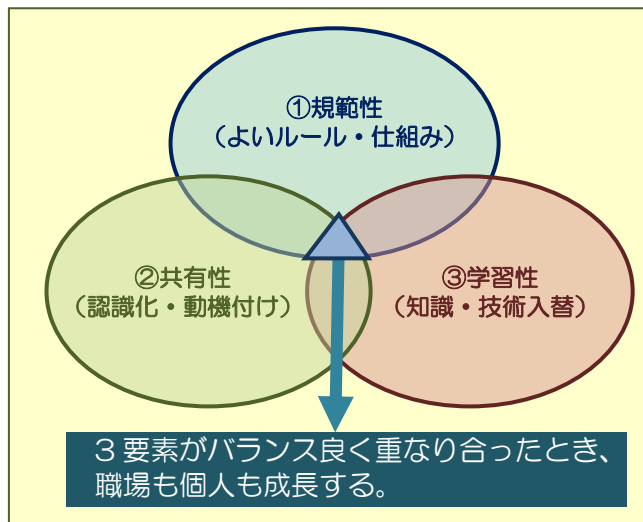 ①規範性
（よいルール・仕組み）
②共有性
（認識化・動機付け）
③学習性
（知識・技術入替）
3 要素がバランス良く重なり合ったとき、
職場も個人も成長する。